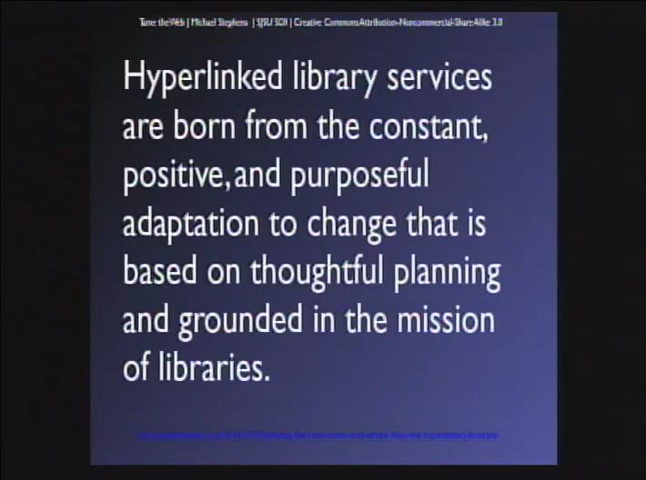 Tame the Web | Michael Stephens | SJSU SLIS | Creative Commons Attribution-Noncommercial-Share Alike 3.0
Hyperlinked library services
are born from the constant,
positive, and purposeful
adaptation to change that is
based on thoughtful planning
and grounded in the mission
of libraries.